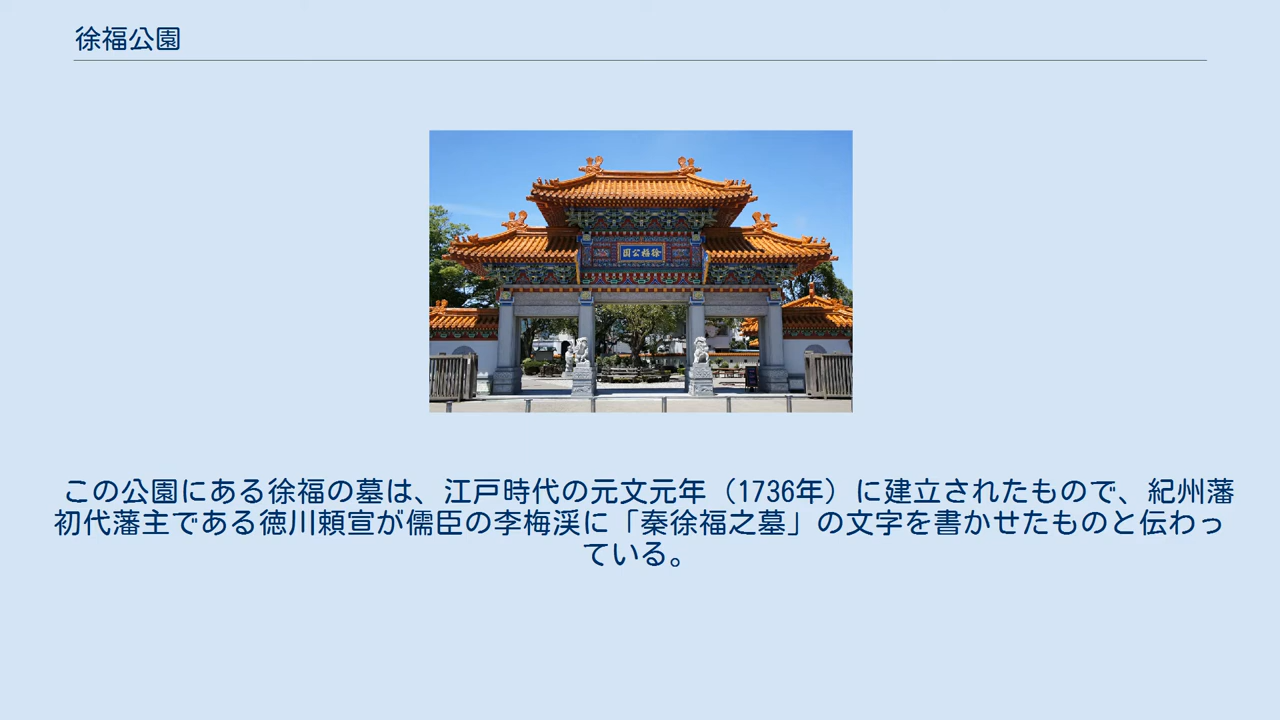 徐福公園
徐福公園
この公園にある徐福の墓は、江戸時代の元文元年（1736年）に建立されたもので、紀州藩
初代藩主である徳川頼宣が儒臣の李梅渓に「秦徐福之墓」の文字を書かせたものと伝わっ
ている。